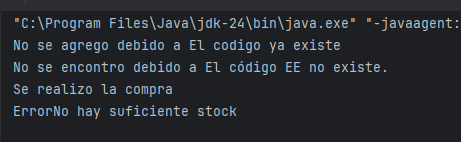 "C:\Program Files\Java\jdk-24\bin\java.exe" "-javaagent:
No se agrego debido a El codigo ya existe
No se encontro debido a El código EE no existe.
Se realizo la compra
ErrorNo hay suficiente stock